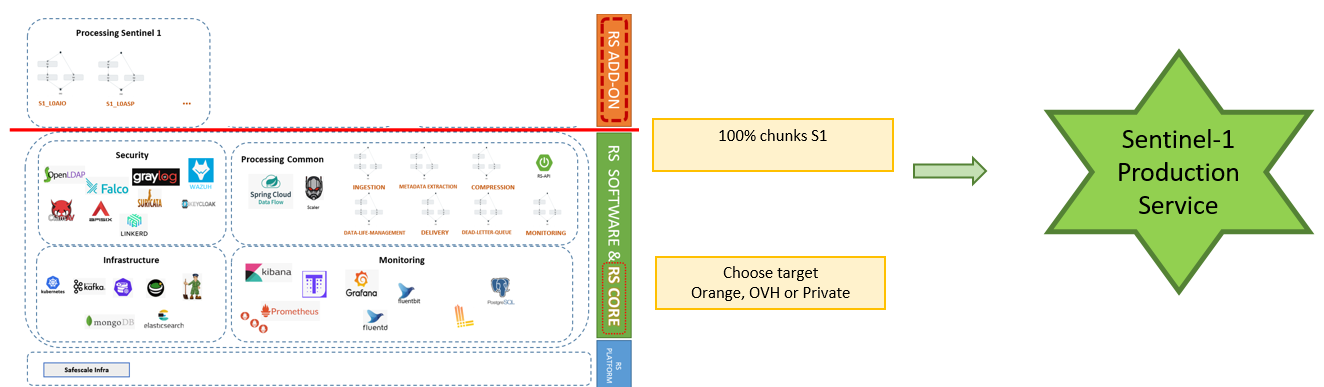 Processing Sentinel 1
S1_L0AIO
S1_L0ASP
...
RS ADD-ON
Security
OpenLDAP
Falco
graylog
WAZUH
SURICATA
KEYCLOAK
APISIX
LINKERD
Processing Common
Spring Cloud
Data Flow
Scaler
INGESTION
METADATA EXTRACTION
COMPRESSION
RS-API
DATA-LIFE-MANAGEMENT
DELIVERY
DEAD-LETTER-QUEUE
MONITORING
Infrastructure
kubernetes
kafka
mongoDB
elasticsearch
Monitoring
kibana
Grafana
fluentbit
PostgreSQL
Prometheus
fluentd
RS SOFTWARE & RS CORE
Safescale Infra
RS
PLATFORM
100% chunks S1
Choose target
Orange, OVH or Private
Sentinel-1
Production
Service